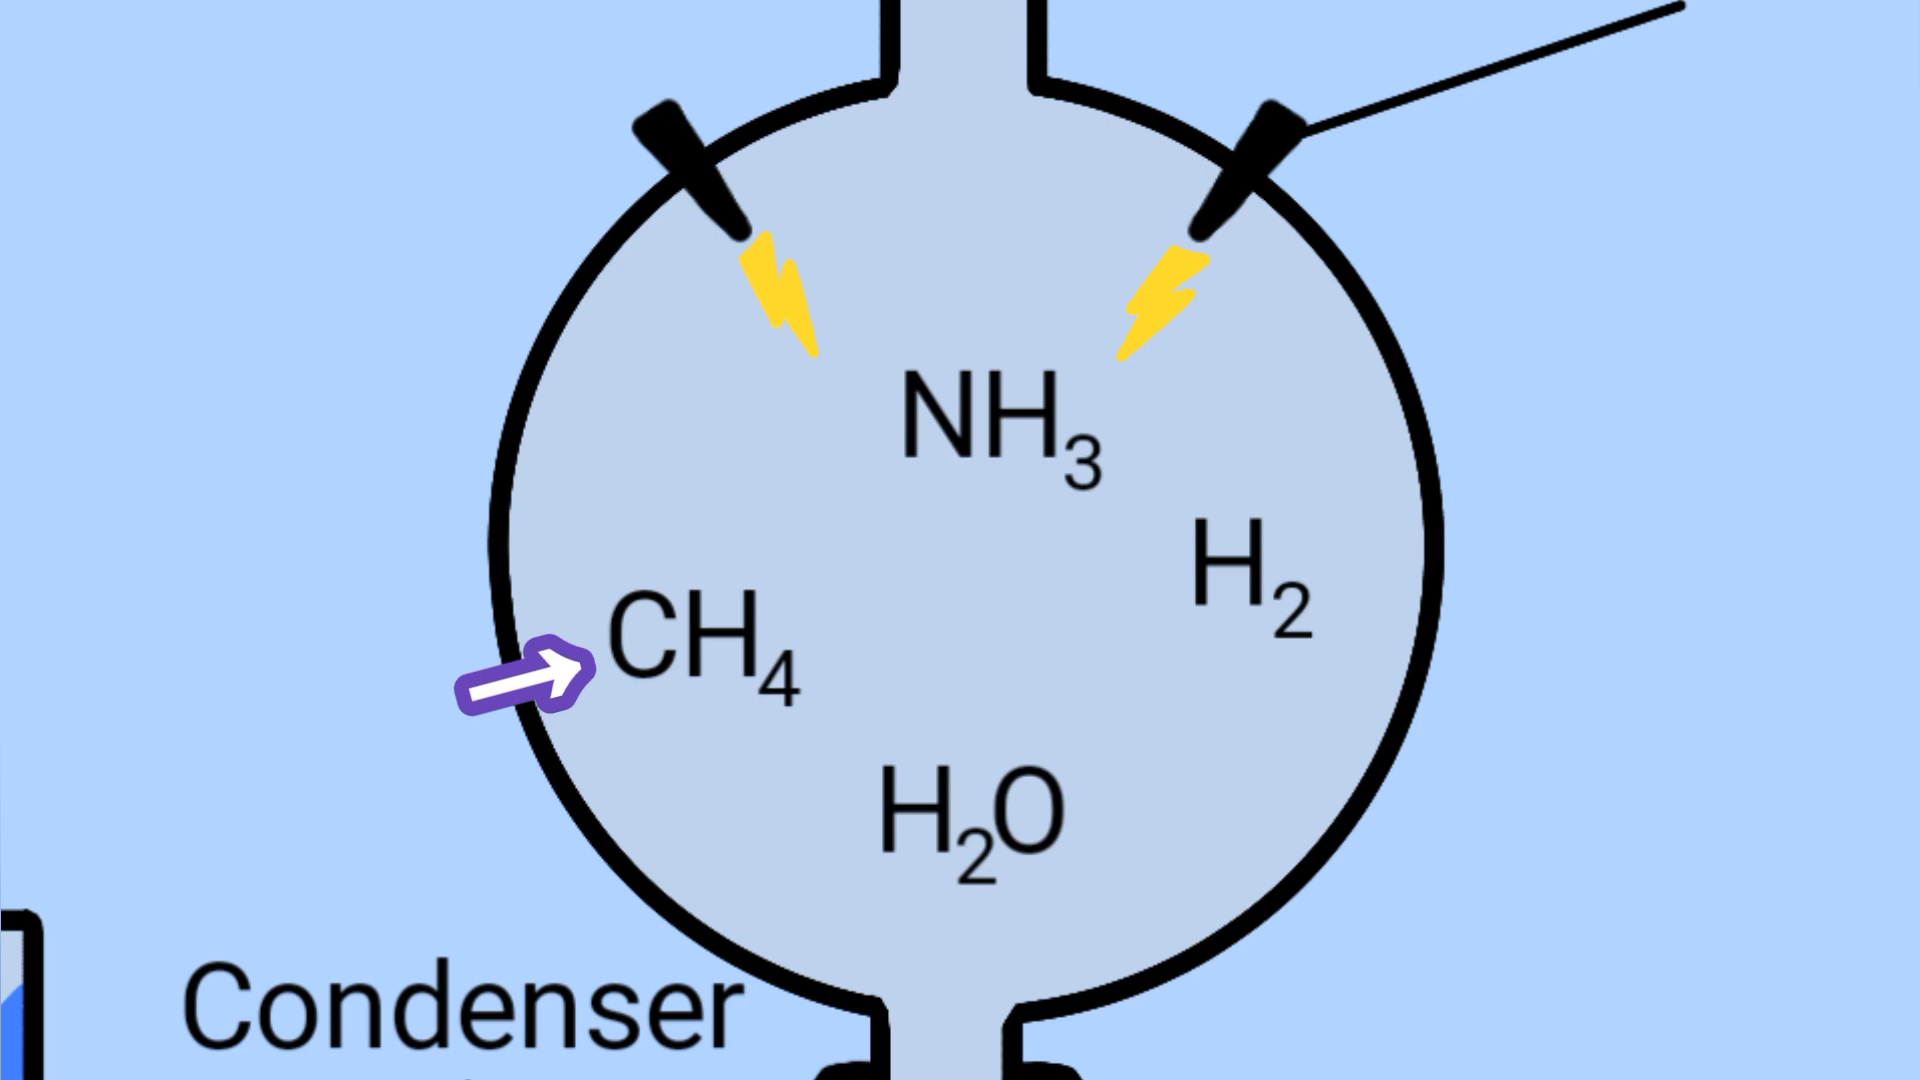 NH₃
H₂
CH₄
H₂O
Condenser